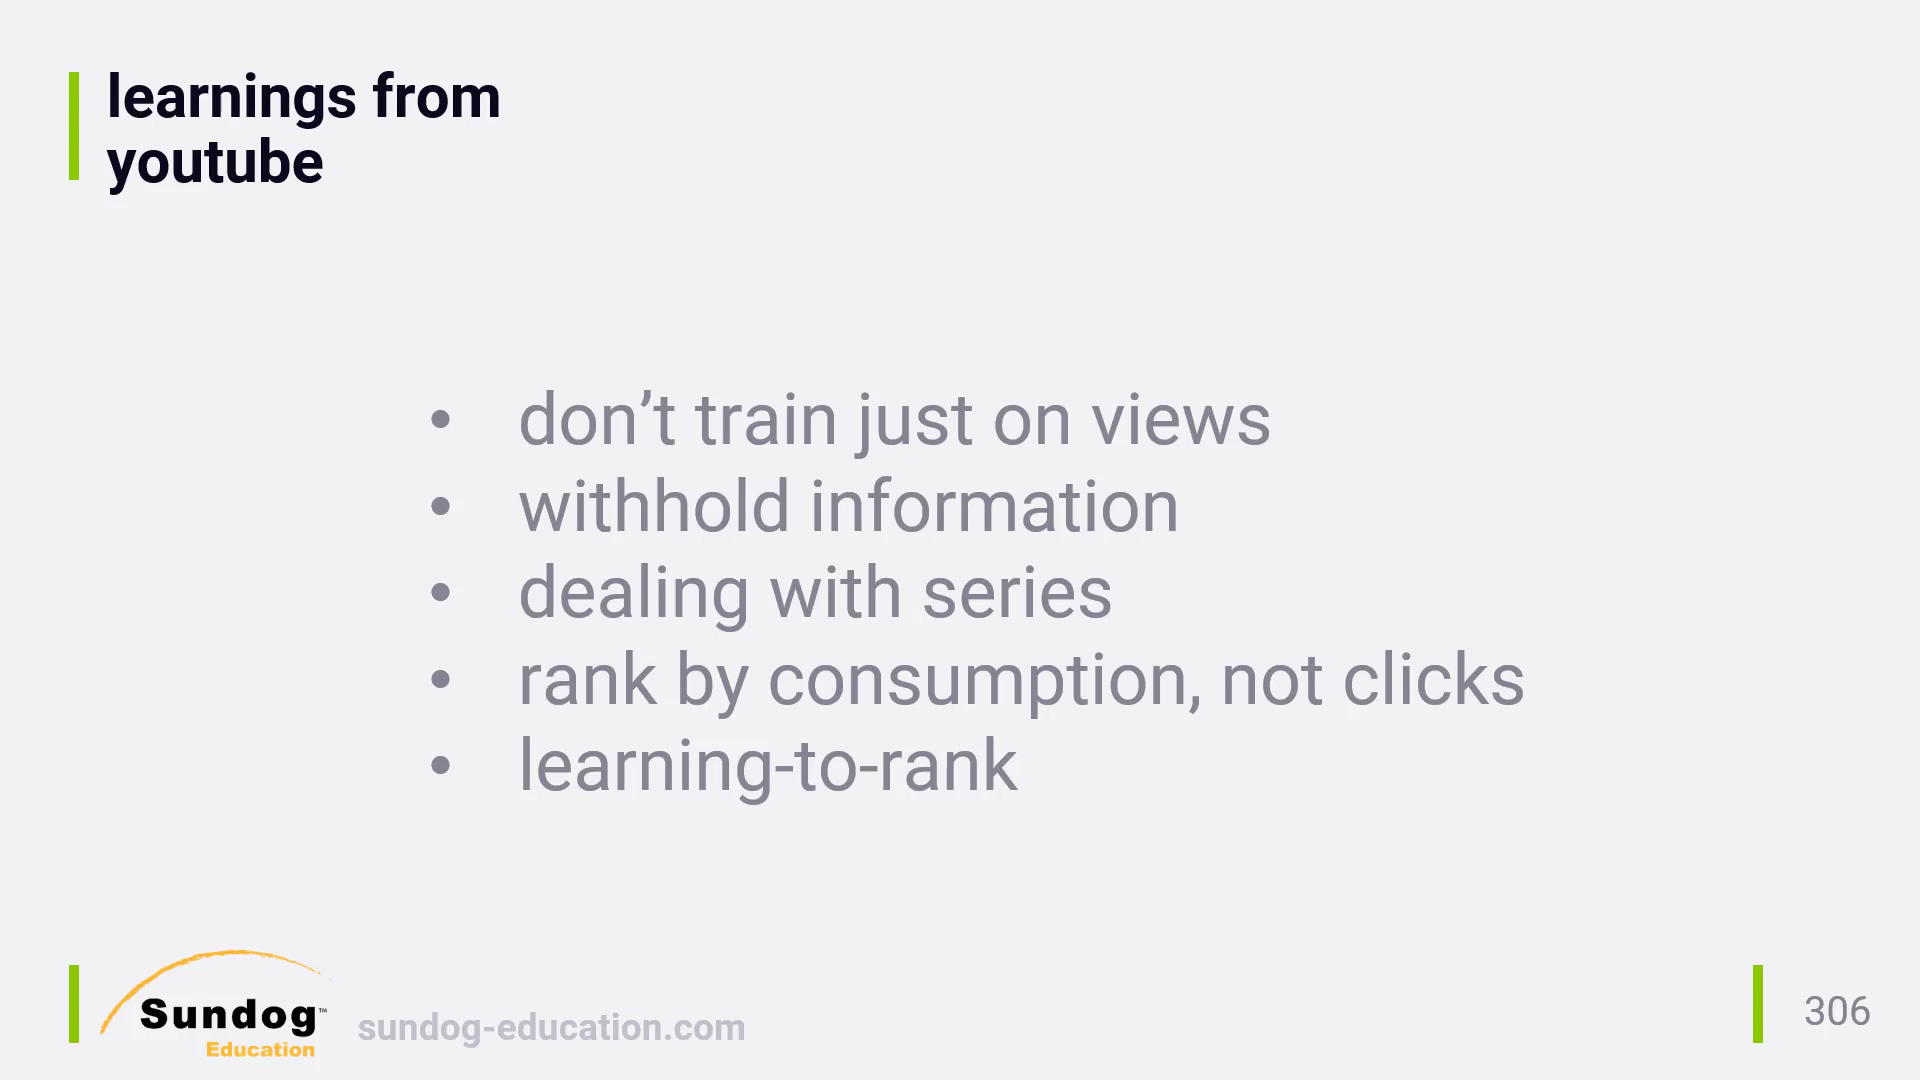 learnings from
youtube
• don’t train just on views
• withhold information
• dealing with series
• rank by consumption, not clicks
• learning-to-rank
Sundog™
Education
sundog-education.com
306